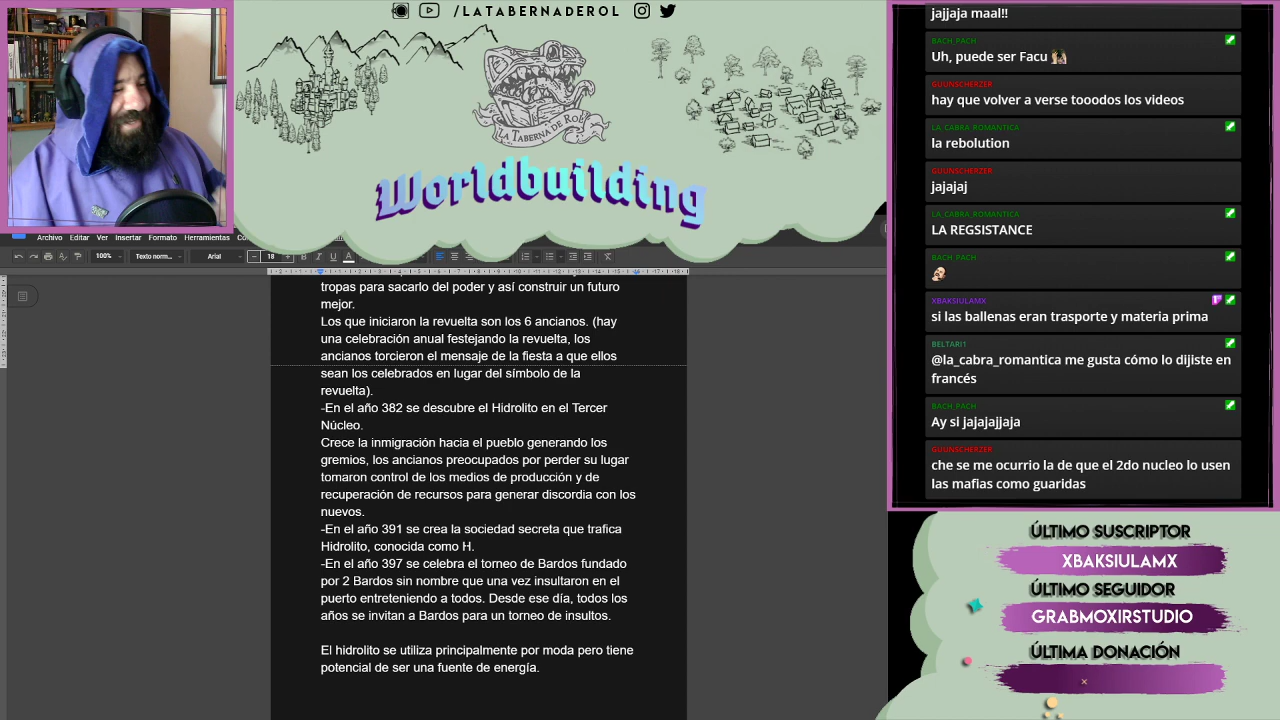 /LATABERNADEROL
LA TABERNA DE ROL
Worldbuilding
Archivo Editar Ver Insertar Formato Herramientas
100% Texto norm... Arial 18
tropas para sacarlo del poder y así construir un futuro
mejor.
Los que iniciaron la revuelta son los 6 ancianos. (hay
una celebración anual festejando la revuelta, los
ancianos torcieron el mensaje de la fiesta a que ellos
sean los celebrados en lugar del símbolo de la
revuelta).
-En el año 382 se descubre el Hidrolito en el Tercer
Núcleo.
Crece la inmigración hacia el pueblo generando los
gremios, los ancianos preocupados por perder su lugar
tomaron control de los medios de producción y de
recuperación de recursos para generar discordia con los
nuevos.
-En el año 391 se crea la sociedad secreta que trafica
Hidrolito, conocida como H.
-En el año 397 se celebra el torneo de Bardos fundado
por 2 Bardos sin nombre que una vez insultaron en el
puerto entreteniendo a todos. Desde ese día, todos los
años se invitan a Bardos para un torneo de insultos.
El hidrolito se utiliza principalmente por moda pero tiene
potencial de ser una fuente de energía.
jajjaja maal!!
BACH_PACH
Uh, puede ser Facu
GUUNSCHERZER
hay que volver a verse tooodos los videos
LA_CABRA_ROMANTICA
la rebolution
GUUNSCHERZER
jajajaj
LA_CABRA_ROMANTICA
LA REGSISTANCE
BACH_PACH
XBAKSIULAMX
si las ballenas eran trasporte y materia prima
BELTARI1
@la_cabra_romantica me gusta cómo lo dijiste en
francés
BACH_PACH
Ay si jajajajjaja
GUUNSCHERZER
che se me ocurrio la de que el 2do nucleo lo usen
las mafias como guaridas
ÚLTIMO SUSCRIPTOR
XBAKSIULAMX
ÚLTIMO SEGUIDOR
GRABMOXIRSTUDIO
ÚLTIMA DONACIÓN